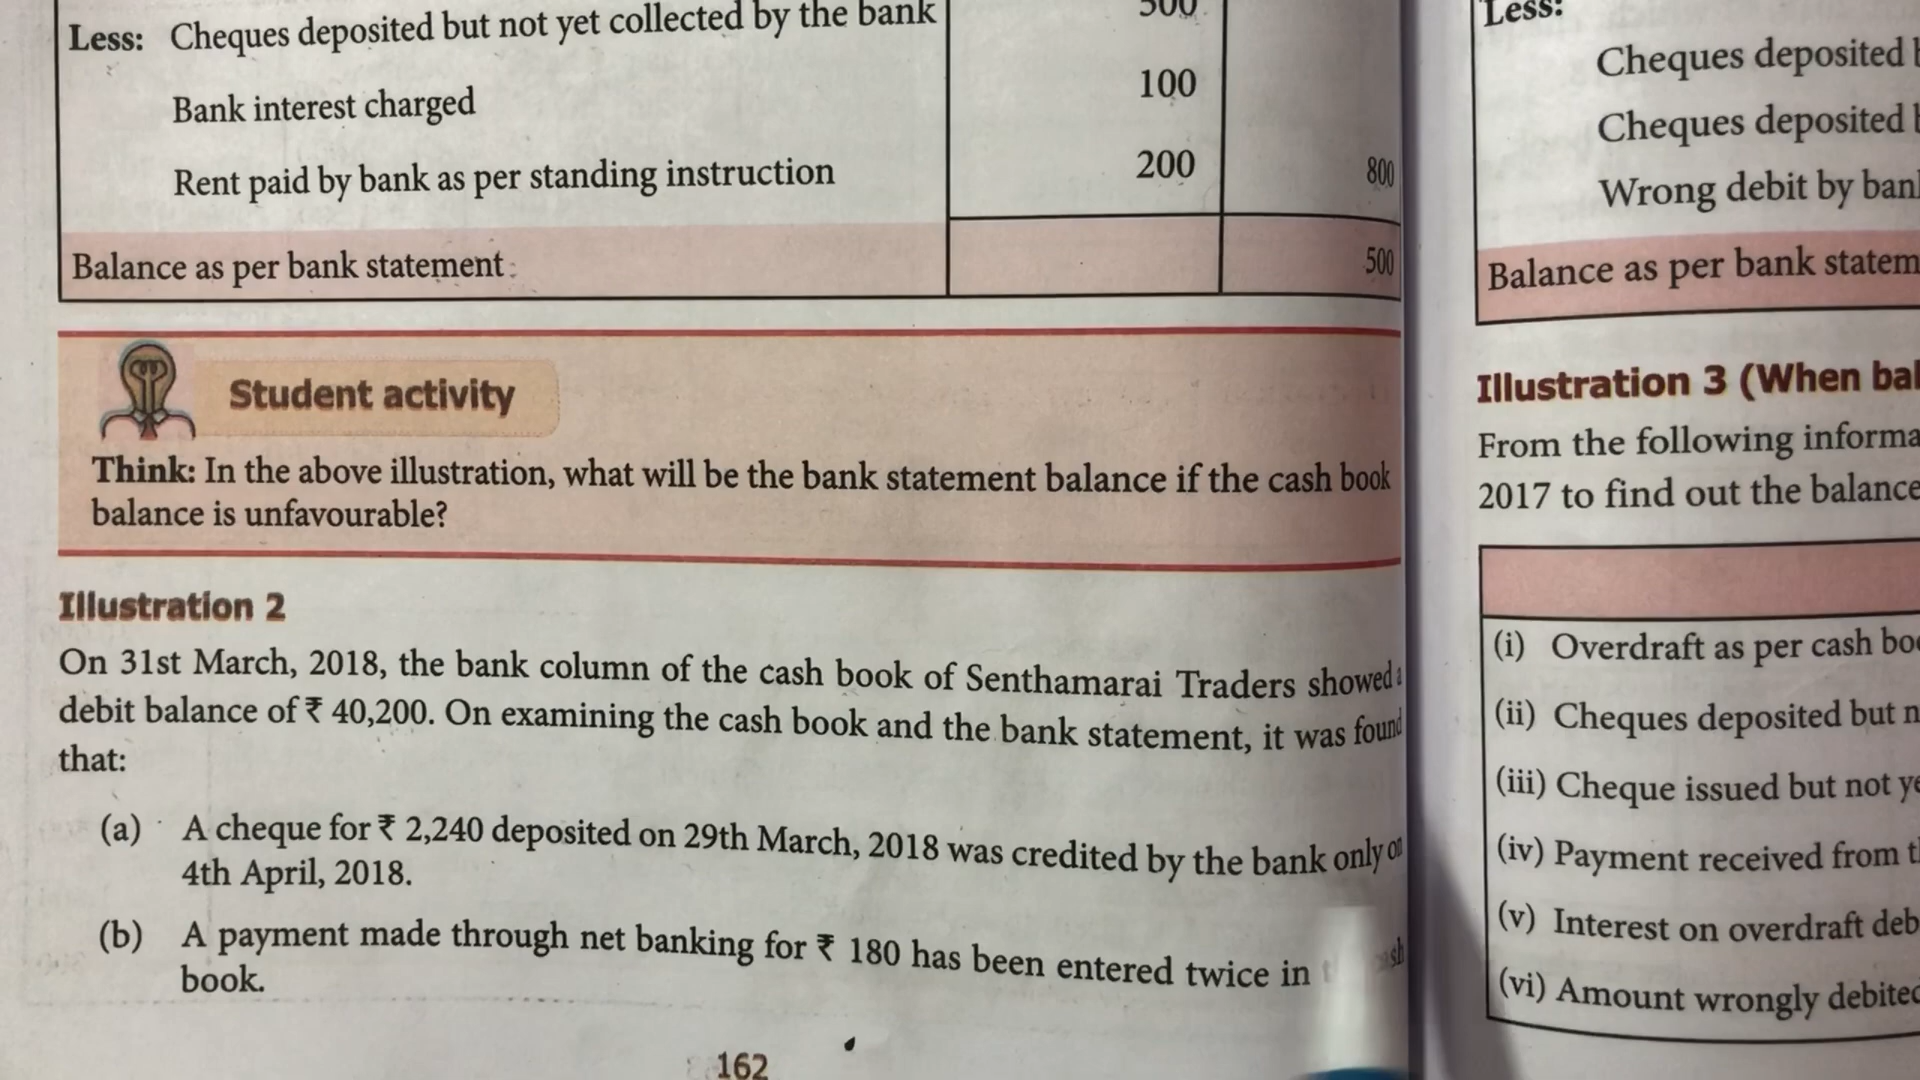 Less: Cheques deposited but not yet collected by the bank 500
Bank interest charged 100
Rent paid by bank as per standing instruction 200 800
Balance as per bank statement 500
Student activity
Think: In the above illustration, what will be the bank statement balance if the cash book
balance is unfavourable?
Illustration 2
On 31st March, 2018, the bank column of the cash book of Senthamarai Traders showed a
debit balance of ₹ 40,200. On examining the cash book and the bank statement, it was found
that:
(a) A cheque for ₹ 2,240 deposited on 29th March, 2018 was credited by the bank only on
4th April, 2018.
(b) A payment made through net banking for ₹ 180 has been entered twice in
book.
162
Less:
Cheques deposited
Cheques deposited
Wrong debit by
Balance as per bank
Illustration 3 (When
From the following
2017 to find out the balance
(i) Overdraft as per cash
(ii) Cheques deposited but
(iii) Cheque issued but not
(iv) Payment received from
(v) Interest on overdraft
(vi) Amount wrongly